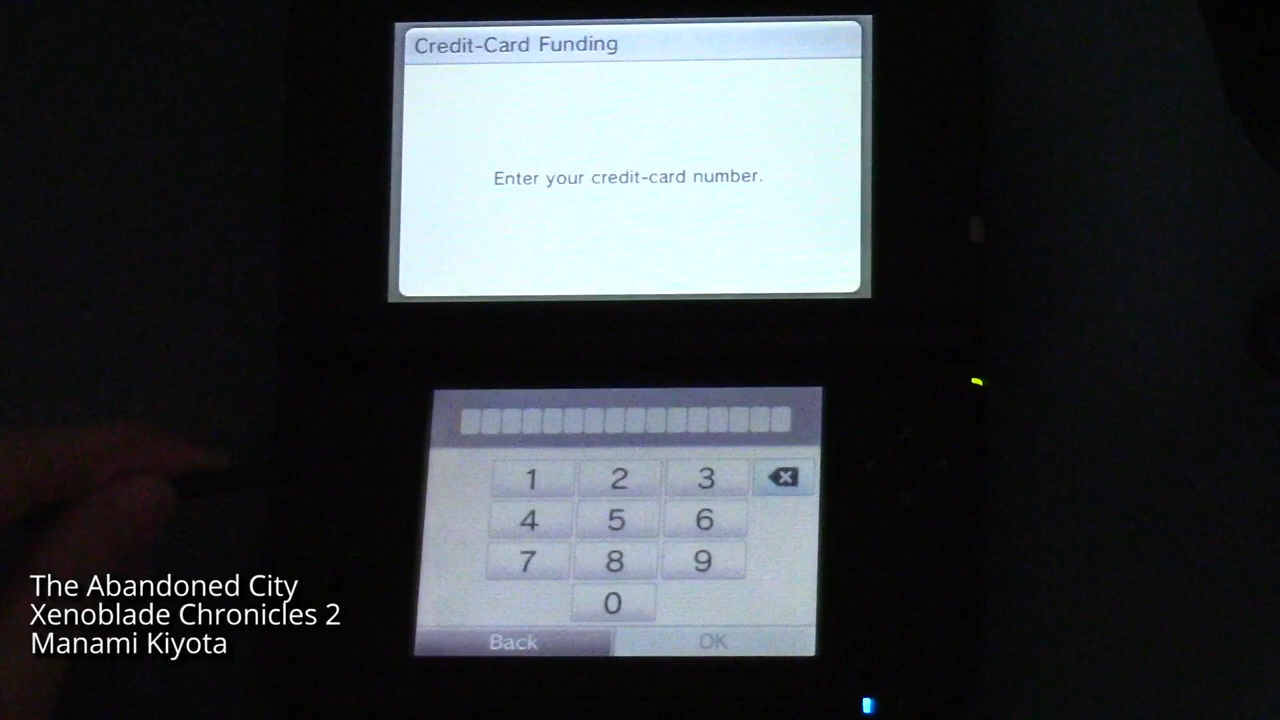 Credit-Card Funding
Enter your credit-card number.
1 2 3
4 5 6
7 8 9
0
Back OK
The Abandoned City
Xenoblade Chronicles 2
Manami Kiyota